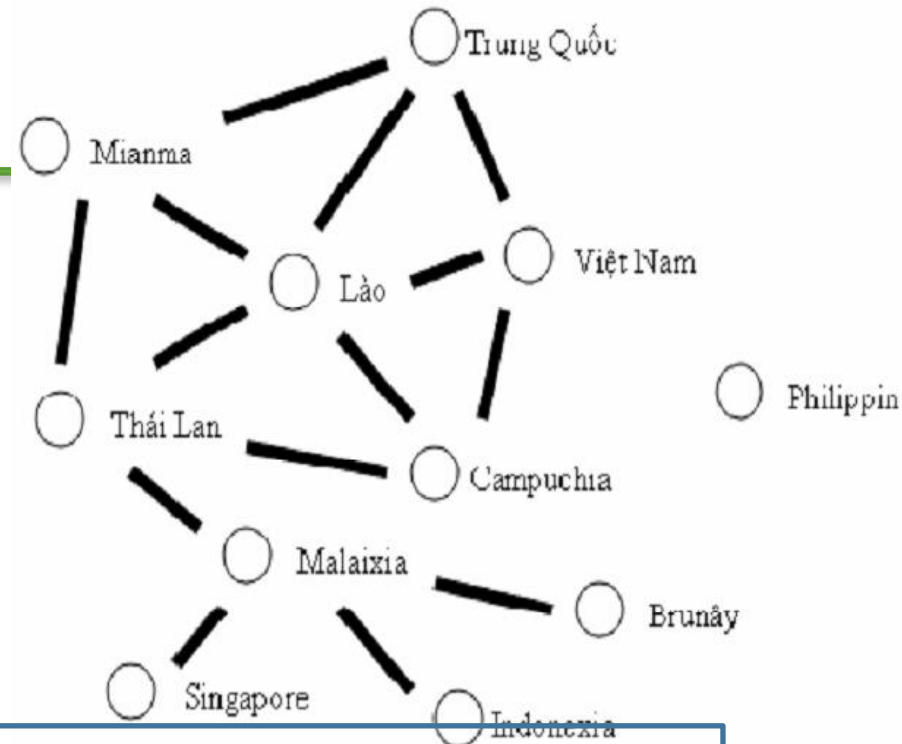 Trung Quốc
Mianma
Việt Nam
Lào
Philippin
Thái Lan
Campuchia
Malaixia
Brunây
Singapore
Indonexia